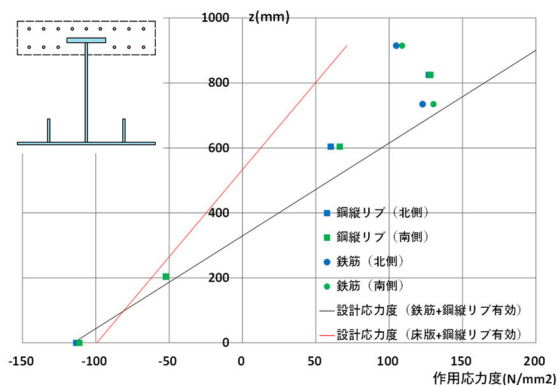 1000
z(mm)
800
600
400
200
0
鋼縦リブ（北側）
鋼縦リブ（南側）
鉄筋（北側）
鉄筋（南側）
設計応力度（鉄筋+鋼縦リブ有効）
設計応力度（床版+鋼縦リブ有効）
-150
-100
-50
0
50
100
150
200
作用応力度(N/mm2)